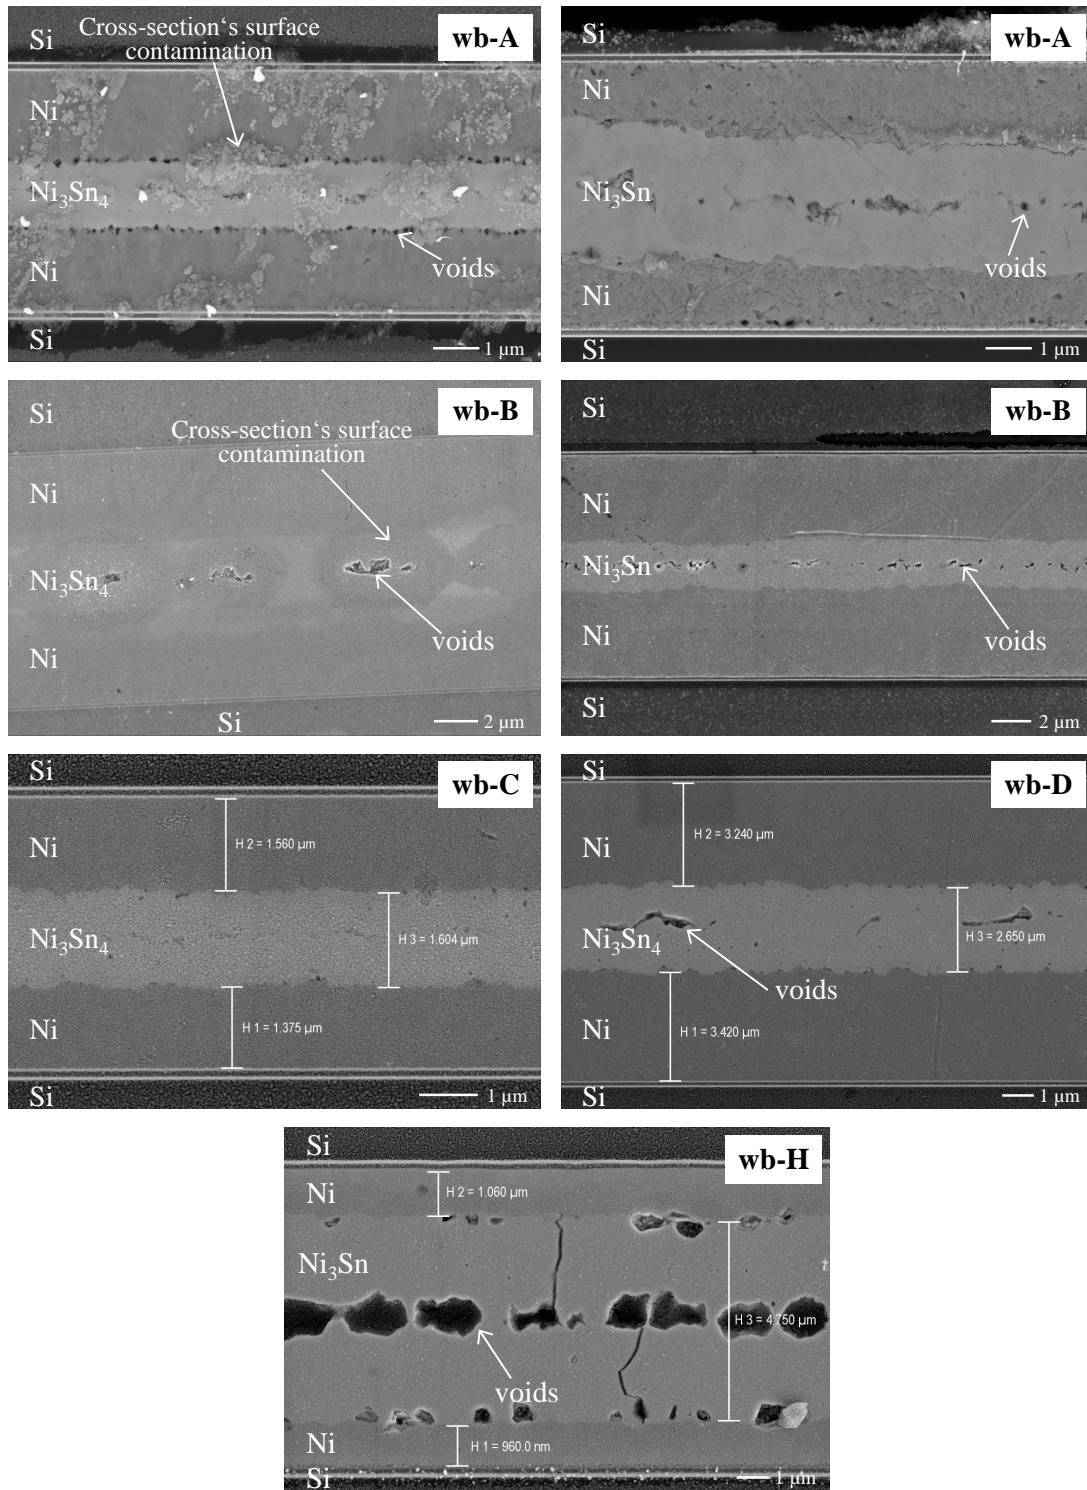 Si
Cross-section‘s surface
contamination
wb-A
Ni
Ni3Sn4
Ni
voids
Si
1 µm
Si
wb-A
Ni
Ni3Sn
voids
Ni
Si
1 µm
Si
wb-B
Cross-section‘s surface
contamination
Ni
Ni3Sn4
voids
Ni
Si
2 µm
Si
wb-B
Ni
Ni3Sn
Ni
voids
Si
2 µm
Si
wb-C
Ni
H 2 = 1.560 µm
Ni3Sn4
H 3 = 1.604 µm
Ni
H 1 = 1.375 µm
Si
1 µm
Si
wb-D
Ni
H 2 = 3.240 µm
Ni3Sn4
H 3 = 2.650 µm
voids
Ni
H 1 = 3.420 µm
Si
1 µm
Si
wb-H
Ni
H 2 = 1.060 µm
Ni3Sn
H 3 = 4.750 µm
voids
Ni
H 1 = 960.0 nm
Si
1 µm